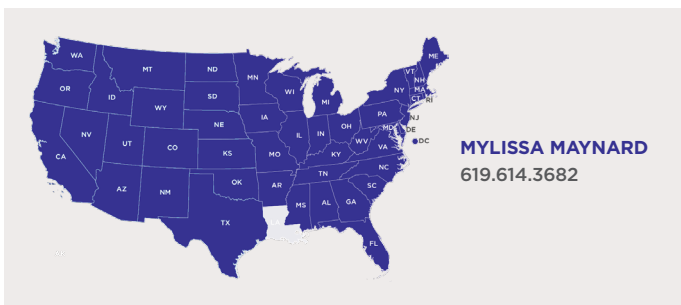 WA
MT
ND
MN
ME
VT
NH
OR
ID
SD
WI
MI
NY
MA
CT
RI
WY
IA
PA
NJ
NV
NE
IL
IN
OH
DE
MD
DC
UT
CO
WV
VA
CA
KS
MO
KY
NC
TN
AZ
NM
OK
AR
SC
MS
AL
GA
TX
FL
MYLISSA MAYNARD
619.614.3682